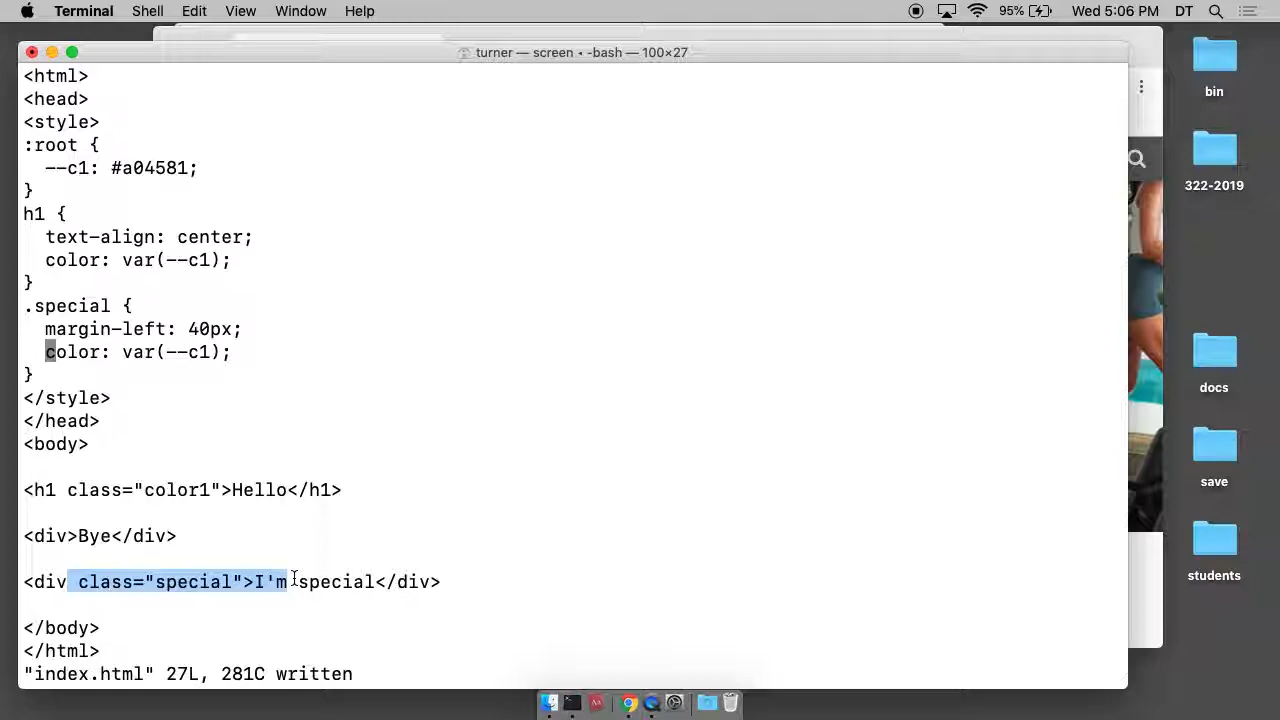 Terminal Shell Edit View Window Help 95% Wed 5:06 PM DT
turner — screen ◂ -bash — 100×27
<html>
<head>
<style>
:root {
  --c1: #a04581;
}
h1 {
  text-align: center;
  color: var(--c1);
}
.special {
  margin-left: 40px;
  color: var(--c1);
}
</style>
</head>
<body>
<h1 class="color1">Hello</h1>
<div>Bye</div>
<div class="special">I'm special</div>
</body>
</html>
"index.html" 27L, 281C written
bin
322-2019
docs
save
students